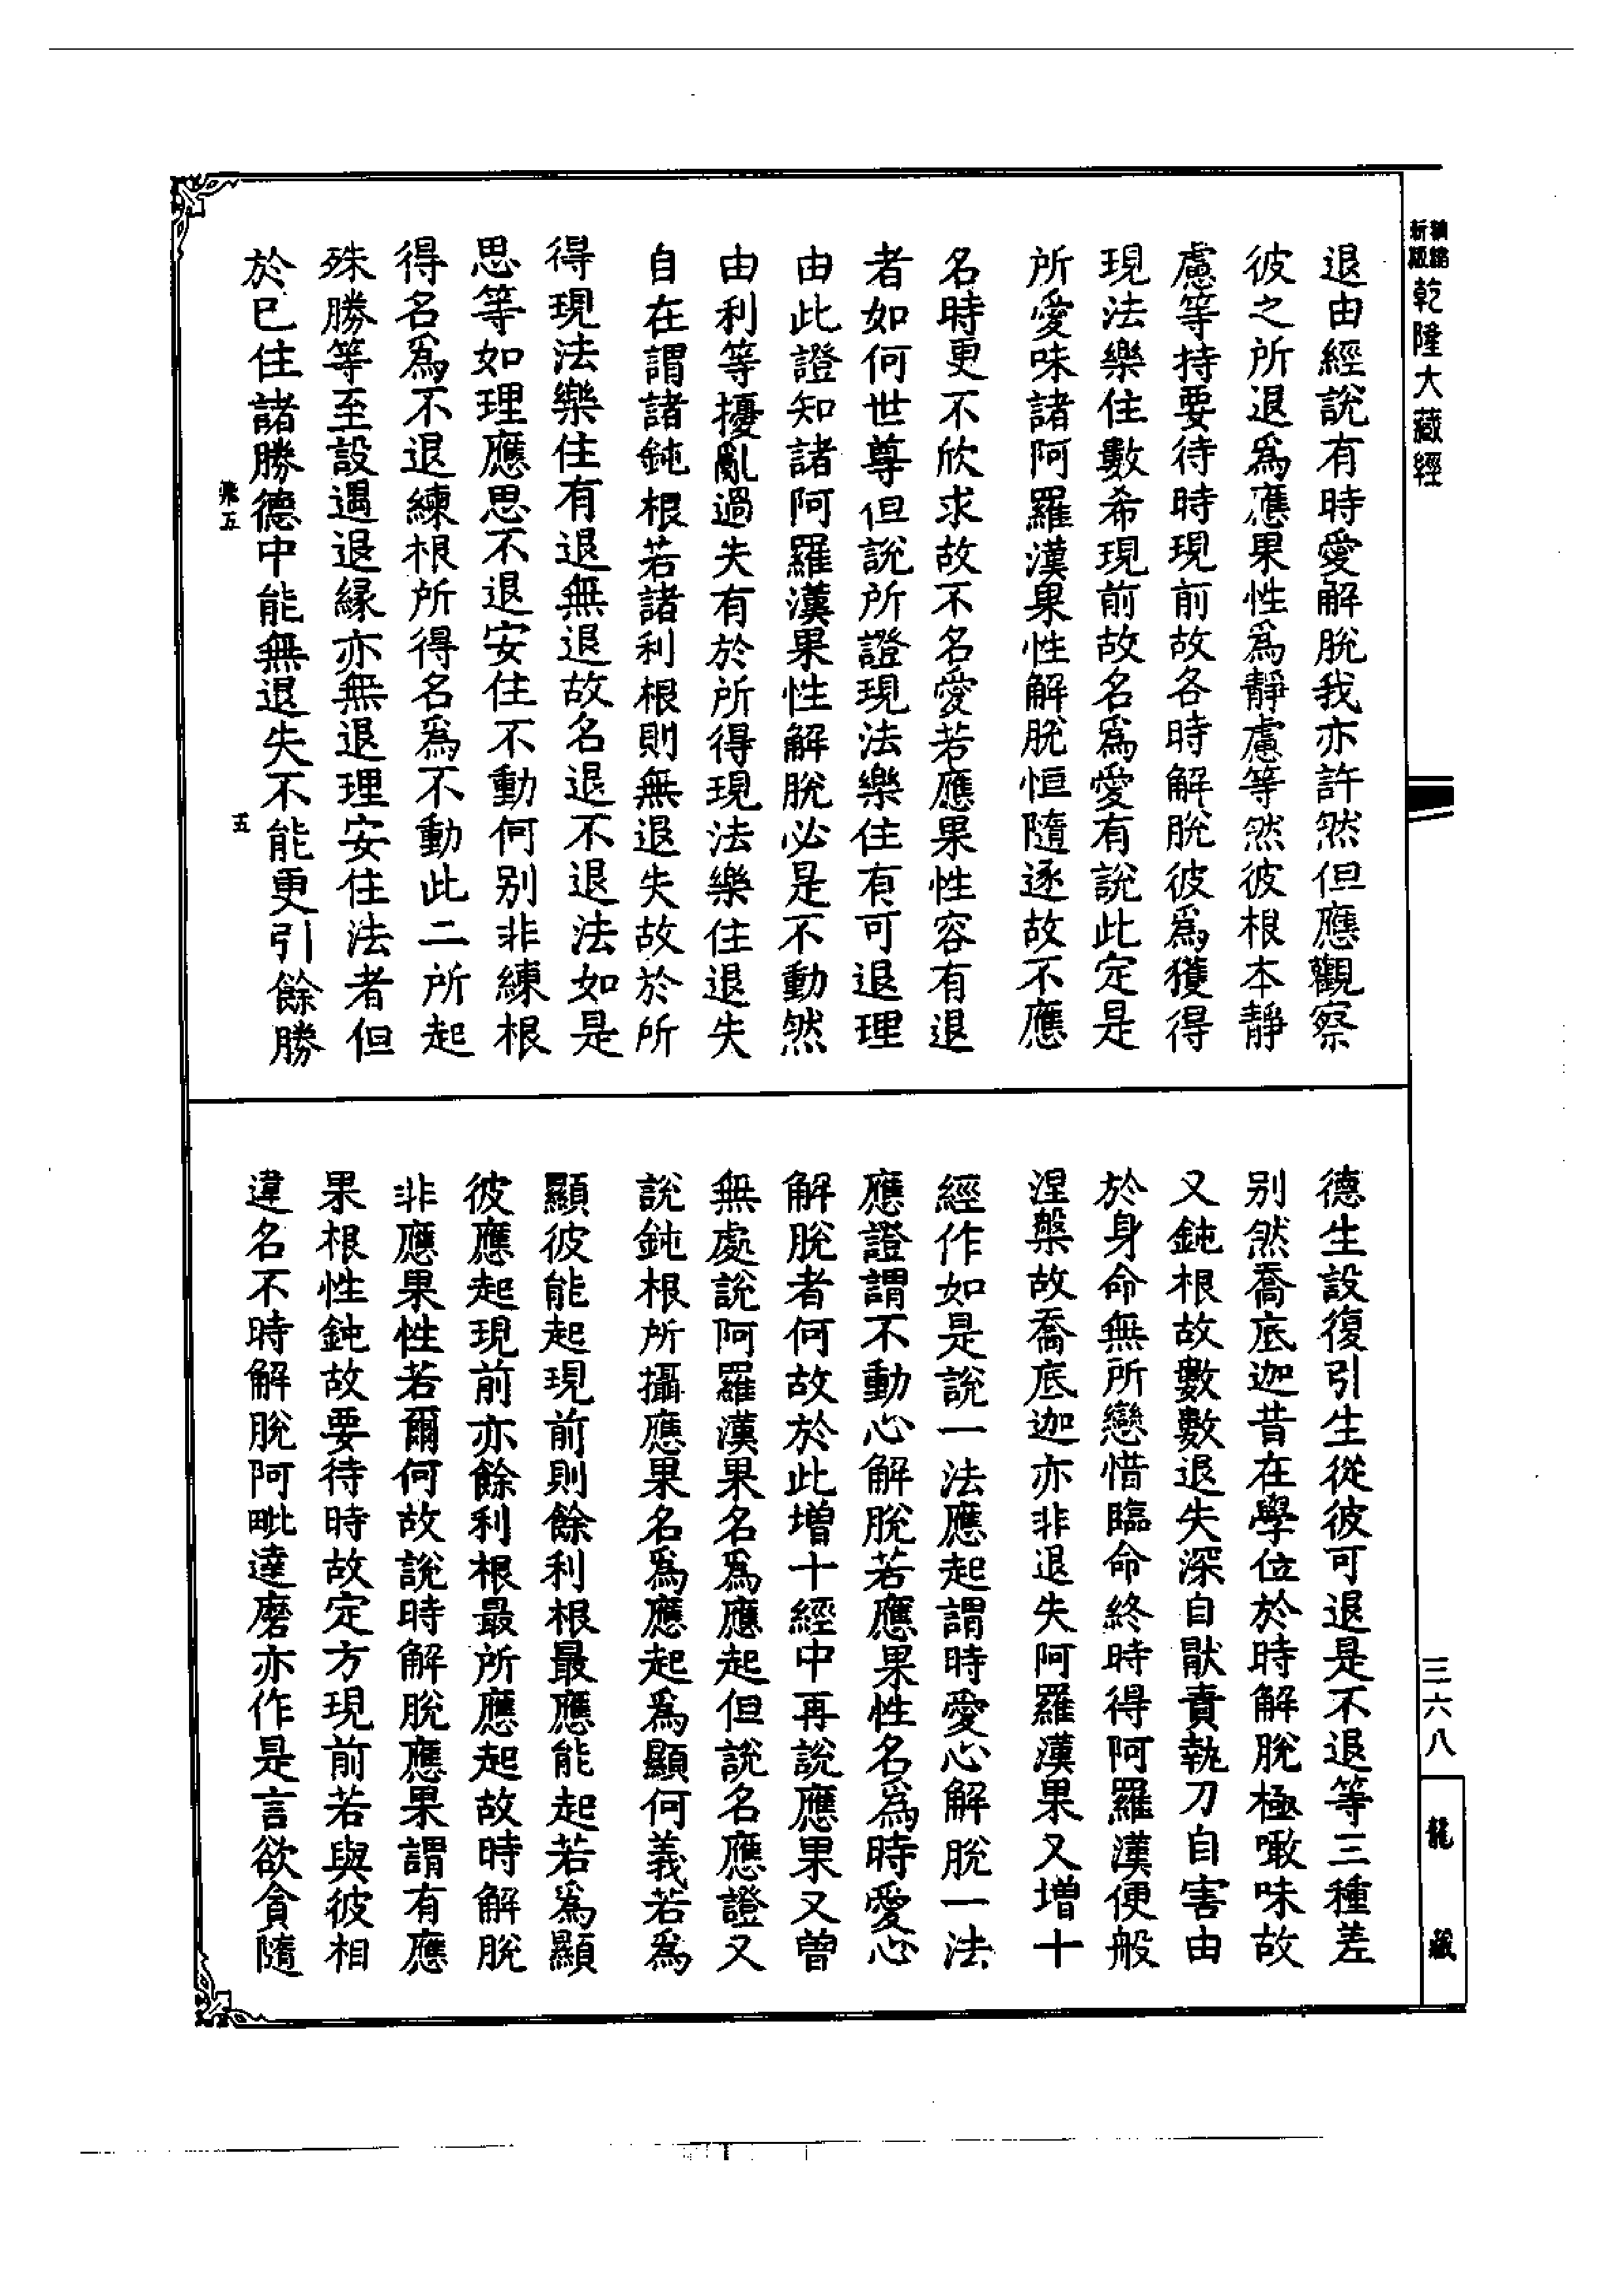 新編縮版乾隆大藏經
退由經說有時愛解脫我亦許然但應觀察
彼之所退爲應果性爲靜慮等然彼根本靜
慮等持要待時現前故名時解脫彼爲獲得
現法樂住數希現前故名爲愛有說此定是
所愛味諸阿羅漢果性解脫恒隨逐故不應
名時更不欣求故不名愛若應果性容有退
者如何世尊但說所證現法樂住有可退理
由此證知諸阿羅漢果性解脫必是不動然
由利等擾亂過失有於所得現法樂住退失
自在謂諸鈍根若諸利根則無退失故於所
得現法樂住有退無退故名退不退法如是
思等如理應思不退安住不動何别非練根
得名爲不退練根所得名爲不動此二所起
殊勝等至設遇退緣亦無退理安住法者但
於已住諸勝德中能無退失不能更引餘勝
五
德生設復引生從彼可退是不退等三種差
别然喬底迦昔在學位於時解脫極噉味故
又鈍根故數數退失深自猒責執刀自害由
於身命無所戀惜臨命終時得阿羅漢便般
涅槃故喬底迦亦非退失阿羅漢果又增十
經作如是說一法應起謂時愛心解脫一法
應證謂不動心解脫若應果性名爲時愛心
解脫者何故於此增十經中再說應果又曾
無處說阿羅漢果名爲應起但說名應證又
說鈍根所攝應果名爲應起爲顯何義若爲
顯彼能起現前則餘利根最應能起若爲顯
彼應起現前亦餘利根最所應起故時解脫
非應果性若爾何故說時解脫應果謂有應
果根性鈍故要待時故定方現前若與彼相
違名不時解脫阿毗達磨亦作是言欲貪隨
三六八
龍藏